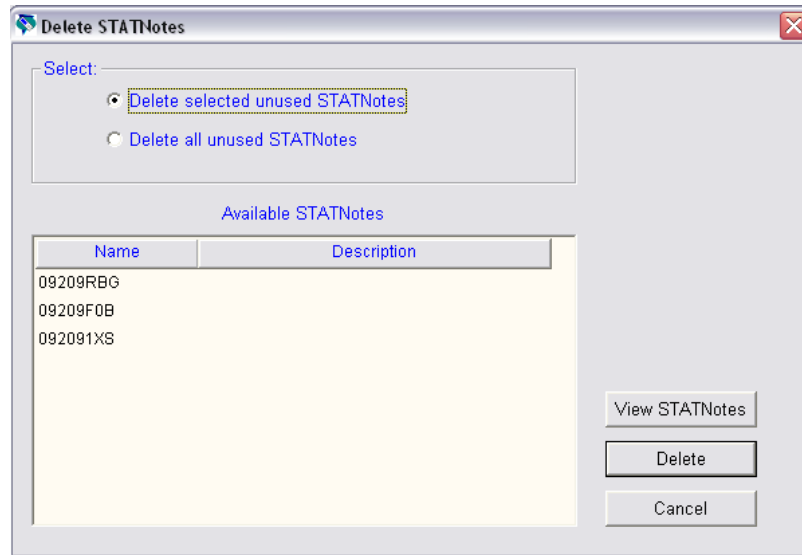 Delete STATNotes
Select:
Delete selected unused STATNotes
Delete all unused STATNotes
Available STATNotes
Name Description
09209RBG
09209F0B
092091XS
View STATNotes
Delete
Cancel